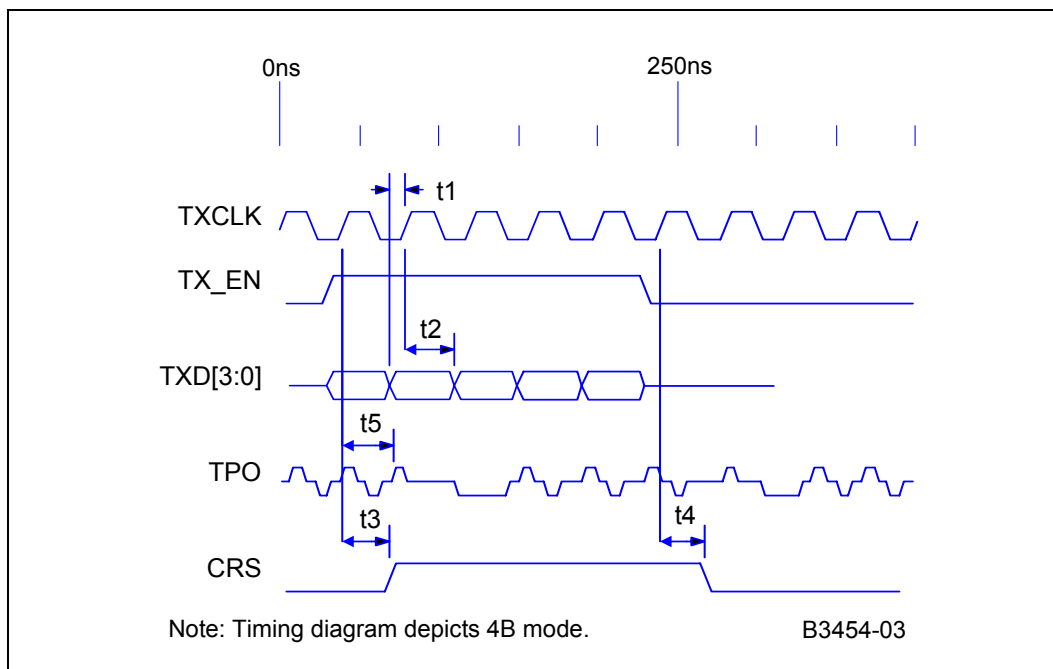 0ns
250ns
t1
TXCLK
TX_EN
t2
TXD[3:0]
t5
TPO
t3
t4
CRS
Note: Timing diagram depicts 4B mode.
B3454-03